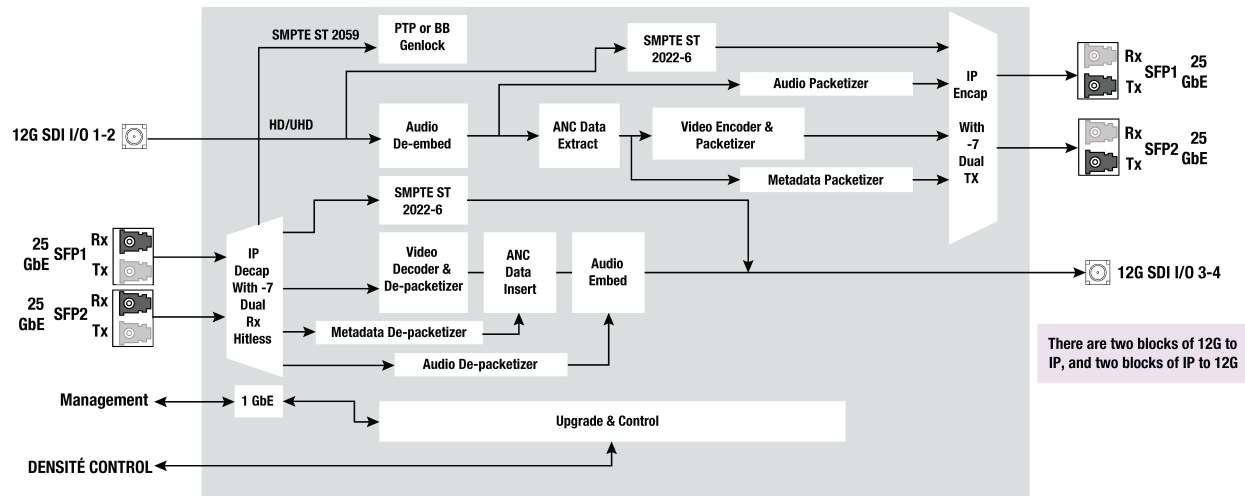 SMPTE ST 2059
PTP or BB
Genlock
SMPTE ST
2022-6
Audio Packetizer
IP
Encap
With
-7
Dual
TX
Rx
Tx
SFP1
25
GbE
12G SDI I/O 1-2
HD/UHD
Audio
De-embed
ANC Data
Extract
Video Encoder &
Packetizer
Metadata Packetizer
Rx
Tx
SFP2
25
GbE
SMPTE ST
2022-6
25
GbE
SFP1
Rx
Tx
25
GbE
SFP2
Rx
Tx
IP
Decap
With -7
Dual
Rx
Hitless
Video
Decoder &
De-packetizer
ANC
Data
Insert
Audio
Embed
12G SDI I/O 3-4
Metadata De-packetizer
Audio De-packetizer
There are two blocks of 12G to
IP, and two blocks of IP to 12G
Management
1 GbE
Upgrade & Control
DENSITÉ CONTROL